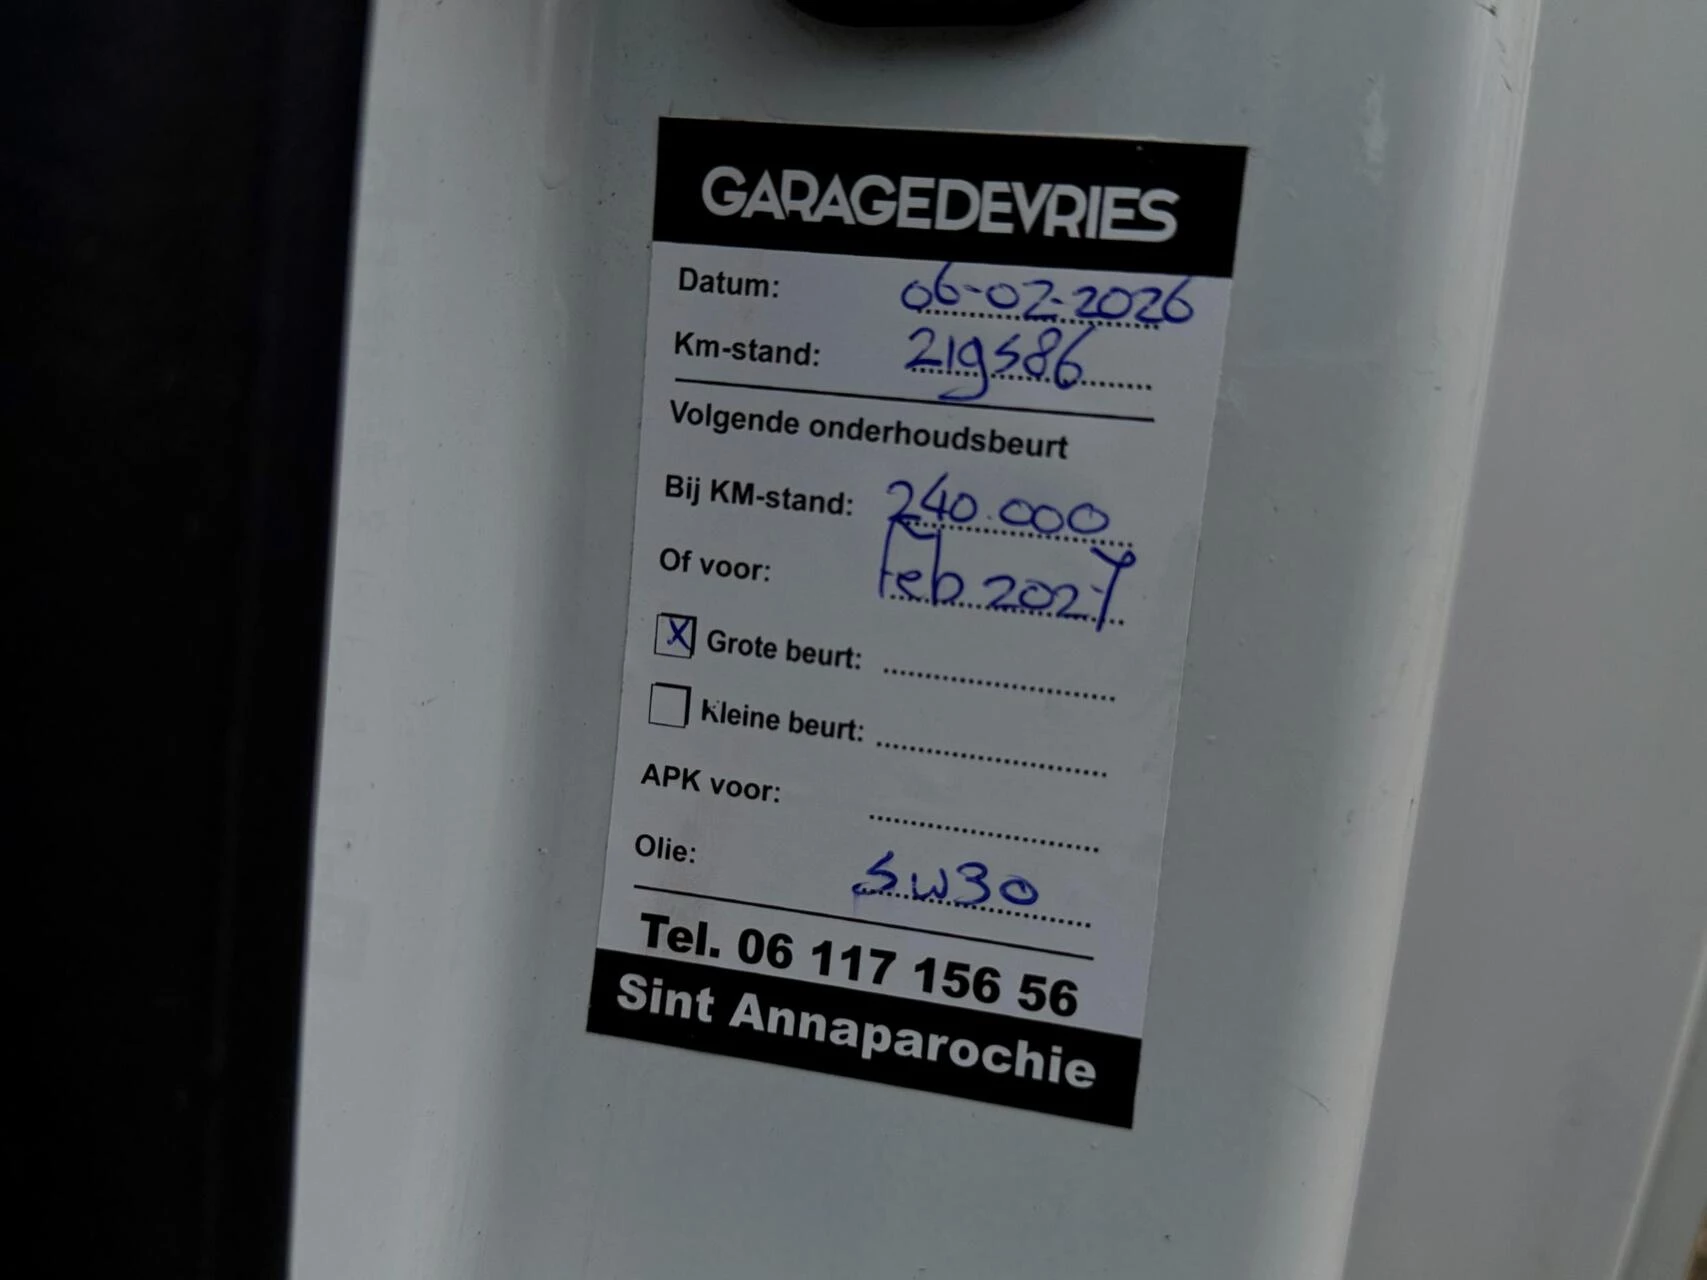 GARAGEDEVRIES
Datum: 06-02-2026
Km-stand: 219586
Volgende onderhoudsbeurt
Bij KM-stand: 240.000
Of voor: Feb 2027
X Grote beurt:
Kleine beurt:
APK voor:
Olie: 5W30
Tel. 06 117 156 56
Sint Annaparochie